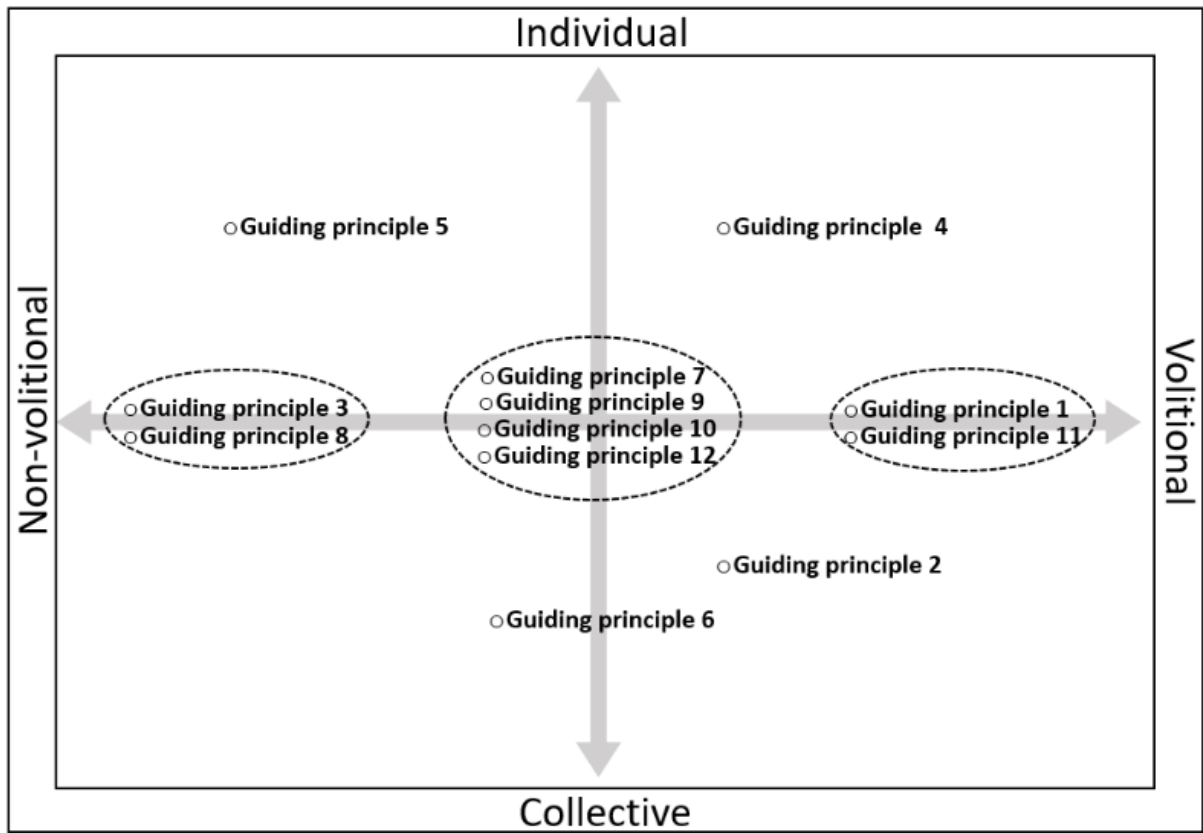 Individual
Guiding principle 5
Guiding principle 4
Non-volitional
Volitional
Guiding principle 7
Guiding principle 9
Guiding principle 10
Guiding principle 12
Guiding principle 3
Guiding principle 8
Guiding principle 1
Guiding principle 11
Guiding principle 2
Guiding principle 6
Collective